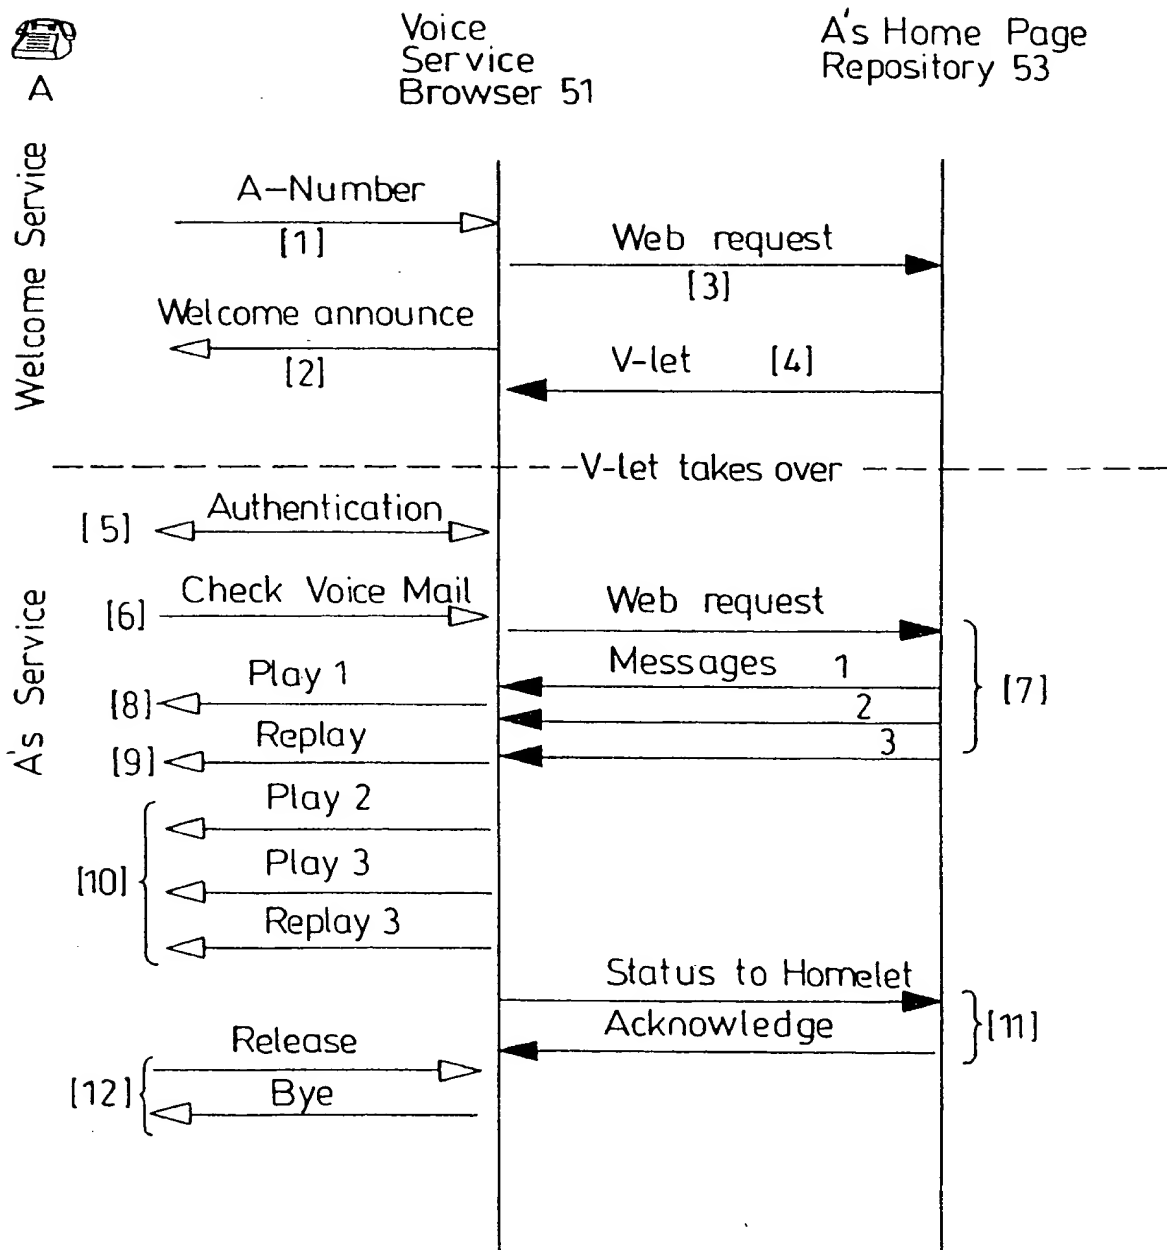 A
Voice
Service
Browser 51
A's Home Page
Repository 53
Welcome Service
A-Number
[1]
Web request
[3]
Welcome announce
[2]
V-let [4]
V-let takes over
[5] Authentication
A's Service
[6] Check Voice Mail
Web request
Messages 1
2
3
[7]
[8] Play 1
[9] Replay
Play 2
[10] Play 3
Replay 3
Status to Homelet
Acknowledge
[11]
Release
[12] Bye